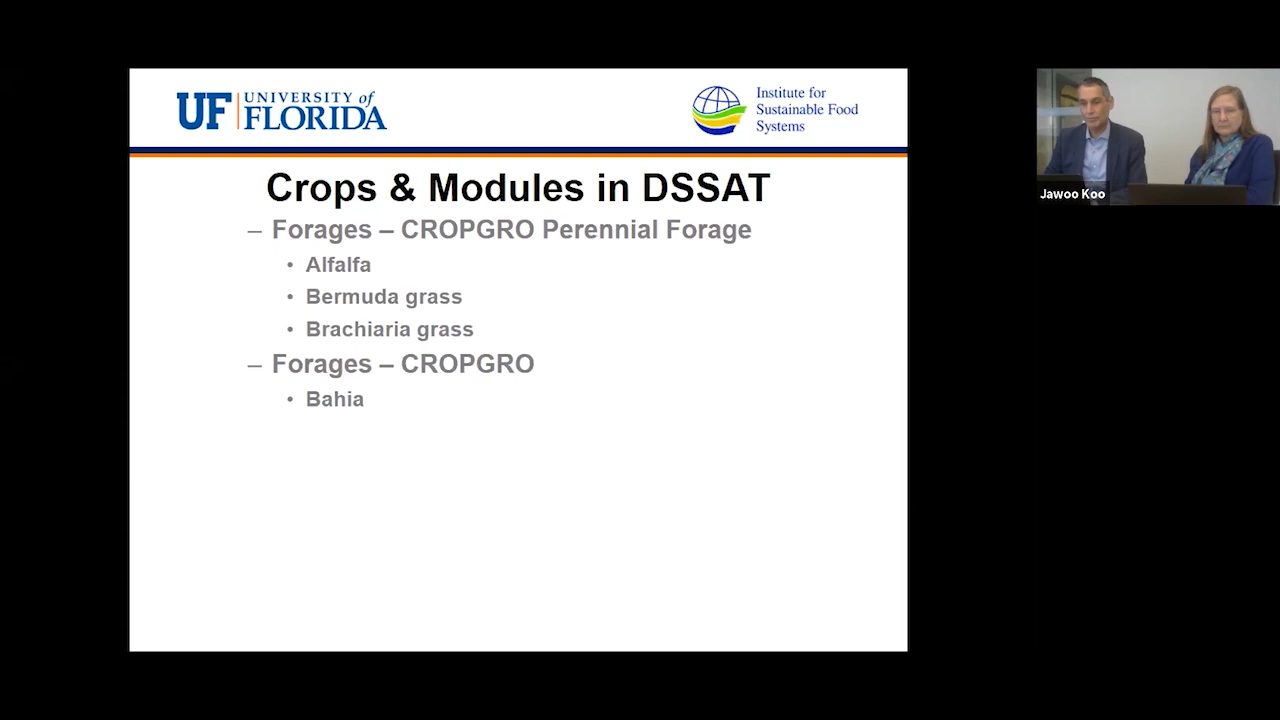 UF UNIVERSITY of FLORIDA
Institute for
Sustainable Food
Systems
Jawoo Koo
Crops & Modules in DSSAT
– Forages – CROPGRO Perennial Forage
• Alfalfa
• Bermuda grass
• Brachiaria grass
– Forages – CROPGRO
• Bahia